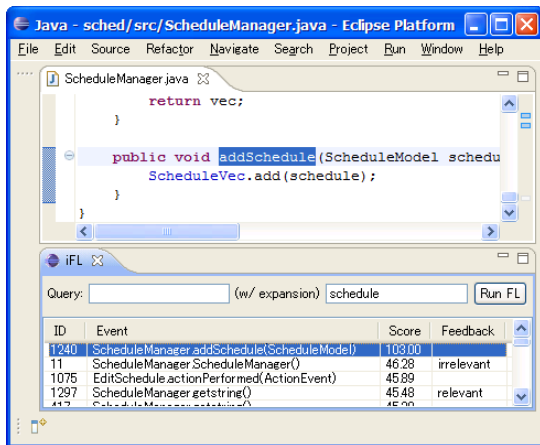 Java - sched/src/ScheduleManager.java - Eclipse Platform
File Edit Source Refactor Navigate Search Project Run Window Help
ScheduleManager.java
return vec;
}
public void addSchedule(ScheduleModel schedu
ScheduleVec.add(schedule);
}
}
iFL
Query: (w/ expansion) schedule Run FL
ID Event Score Feedback
1240 ScheduleManager.addSchedule(ScheduleModel) 103.00
11 ScheduleManager.ScheduleManager() 46.28 irrelevant
1075 EditSchedule.actionPerformed(ActionEvent) 45.89
1297 ScheduleManager.getstring() 45.48 relevant